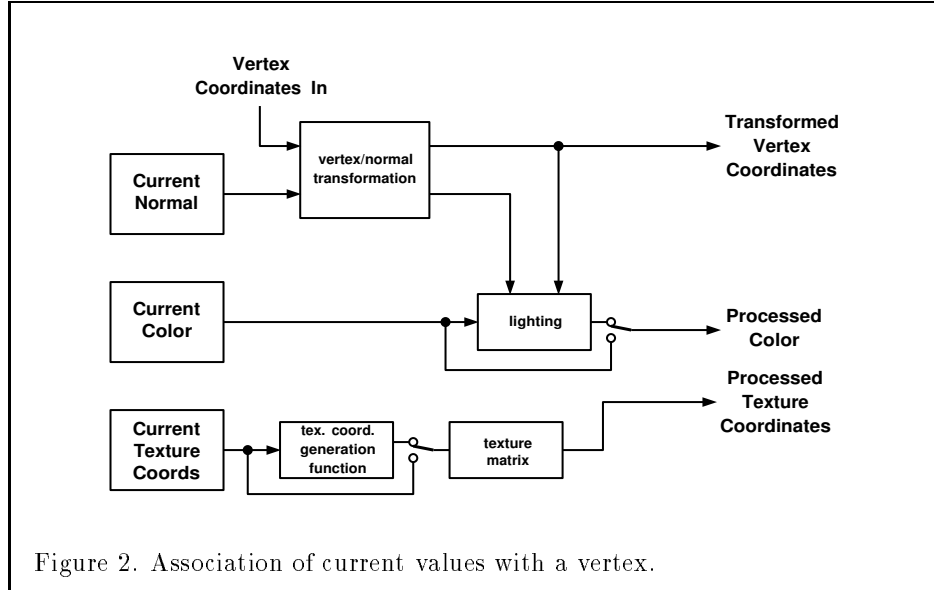 Vertex
Coordinates In
vertex/normal
transformation
Transformed
Vertex
Coordinates
Current
Normal
Current
Color
lighting
Processed
Color
Current
Texture
Coords
tex. coord.
generation
function
texture
matrix
Processed
Texture
Coordinates
Figure 2. Association of current values with a vertex.